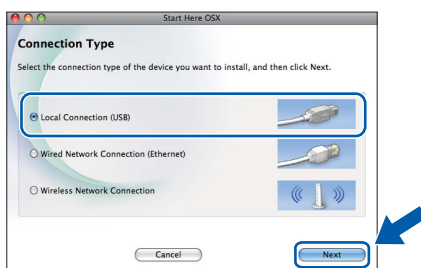 Start Here OSX
Connection Type
Select the connection type of the device you want to install, and then click Next.
Local Connection (USB)
Wired Network Connection (Ethernet)
Wireless Network Connection
Cancel
Next